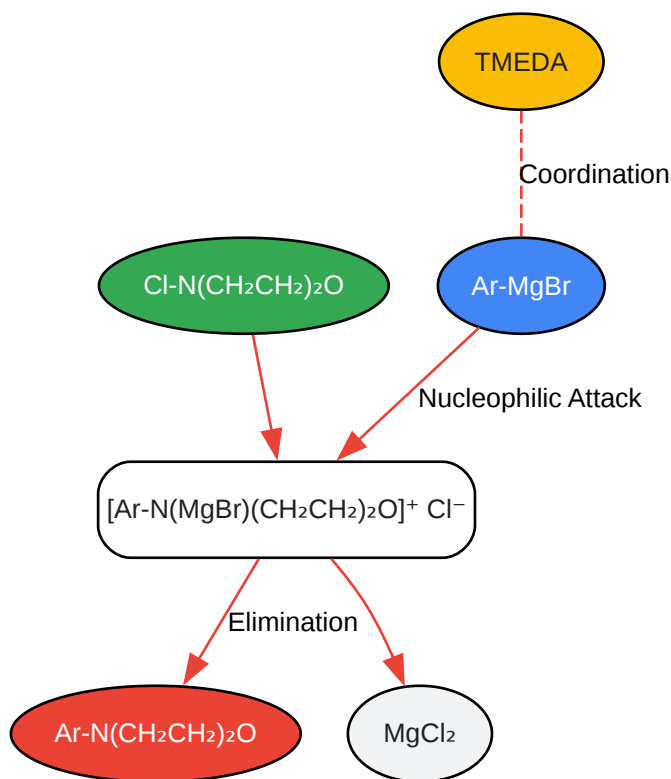 TMEDA
Coordination
Cl-N(CH₂CH₂)₂O
Ar-MgBr
Nucleophilic Attack
[Ar-N(MgBr)(CH₂CH₂)₂O]⁺ Cl⁻
Elimination
Ar-N(CH₂CH₂)₂O
MgCl₂